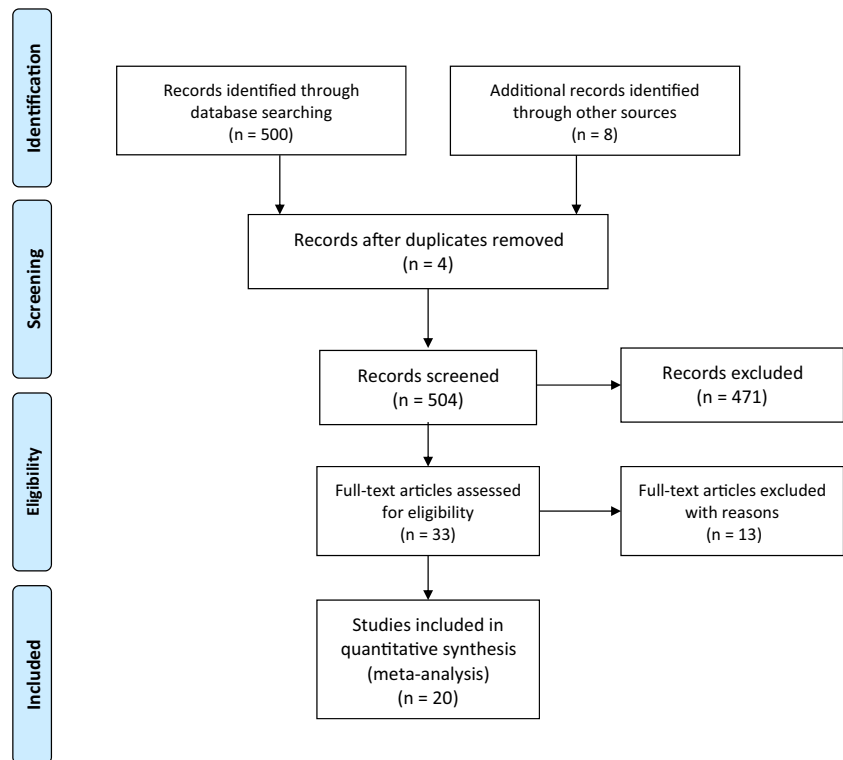 Identification
Records identified through
database searching
(n = 500)
Additional records identified
through other sources
(n = 8)
Screening
Records after duplicates removed
(n = 4)
Records screened
(n = 504)
Records excluded
(n = 471)
Eligibility
Full-text articles assessed
for eligibility
(n = 33)
Full-text articles excluded
with reasons
(n = 13)
Included
Studies included in
quantitative synthesis
(meta-analysis)
(n = 20)